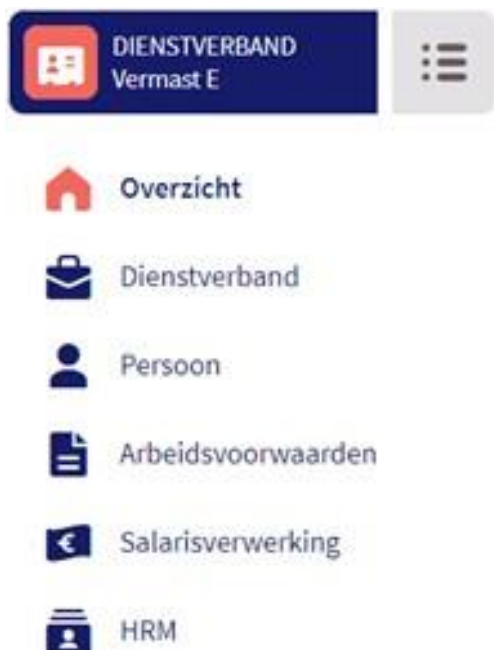 DIENSTVERBAND
Vermast E
Overzicht
Dienstverband
Persoon
Arbeidsvoorwaarden
Salarisverwerking
HRM